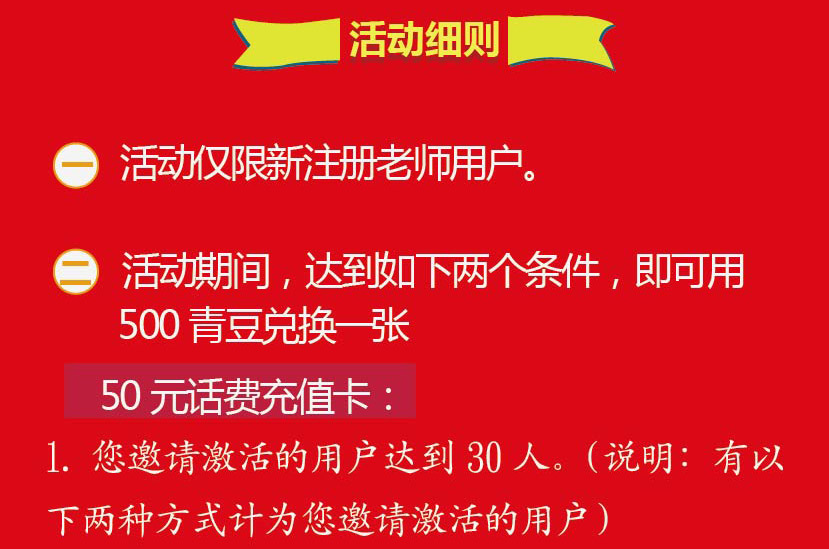 活动细则
一 活动仅限新注册老师用户。
二 活动期间，达到如下两个条件，即可用
500 青豆兑换一张
50 元话费充值卡：
1. 您邀请激活的用户达到 30 人。（说明：有以
下两种方式计为您邀请激活的用户）